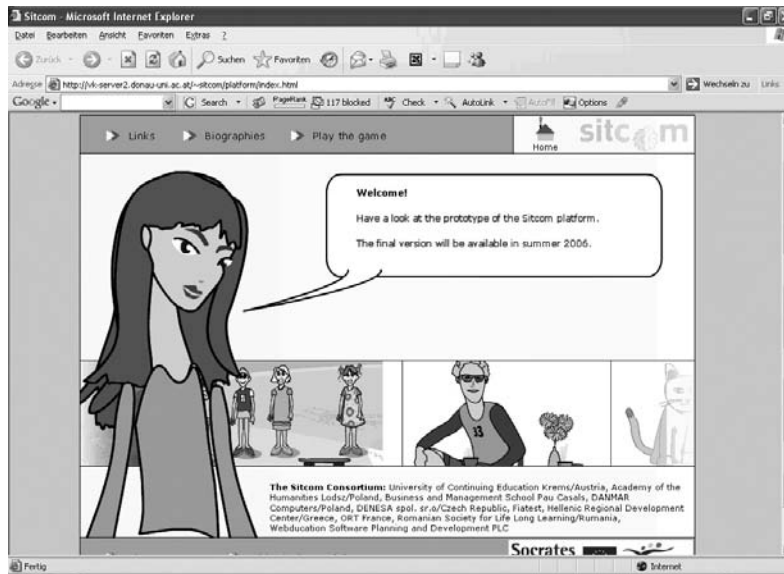 Sitcom - Microsoft Internet Explorer
Datei Bearbeiten Ansicht Favoriten Extras ?
Zurück Suchen Favoriten
Adresse http://vk-server2.donau-uni.ac.at/~sitcom/platform/index.html Wechseln zu Links
Google Search PageRank 117 blocked Check AutoLink AutoFill Options
Links Biographies Play the game Home sitcom
Welcome!
Have a look at the prototype of the Sitcom platform.
The final version will be available in summer 2006.
33
The Sitcom Consortium: University of Continuing Education Krems/Austria, Academy of the
Humanities Lodsz/Poland, Business and Management School Pau Casals, DANMAR
Computers/Poland, DENESA spol. sr.o/Czech Republic, Fiatest, Hellenic Regional Development
Center/Greece, ORT France, Romanian Society for Life Long Learning/Rumania,
Webducation Software Planning and Development PLC
Socrates
Fertig Internet